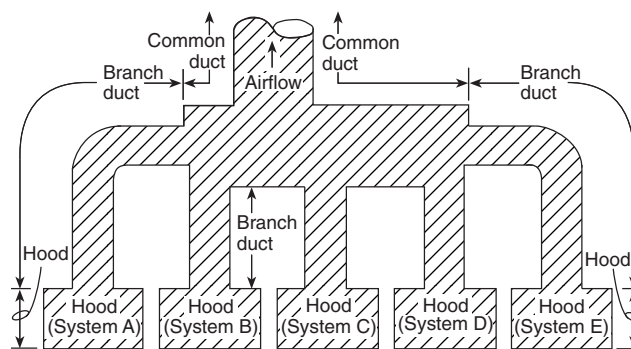 Common
duct
Common
duct
Branch
duct
Airflow
Branch
duct
Branch
duct
Hood
Hood
Hood
(System A)
Hood
(System B)
Hood
(System C)
Hood
(System D)
Hood
(System E)